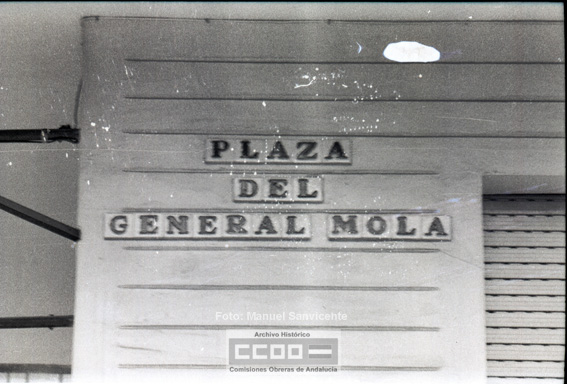 PLAZA
DEL
GENERAL MOLA
Foto: Manuel Sanvicente
Archivo Histórico
CCOO
Comisiones Obreras de Andalucía